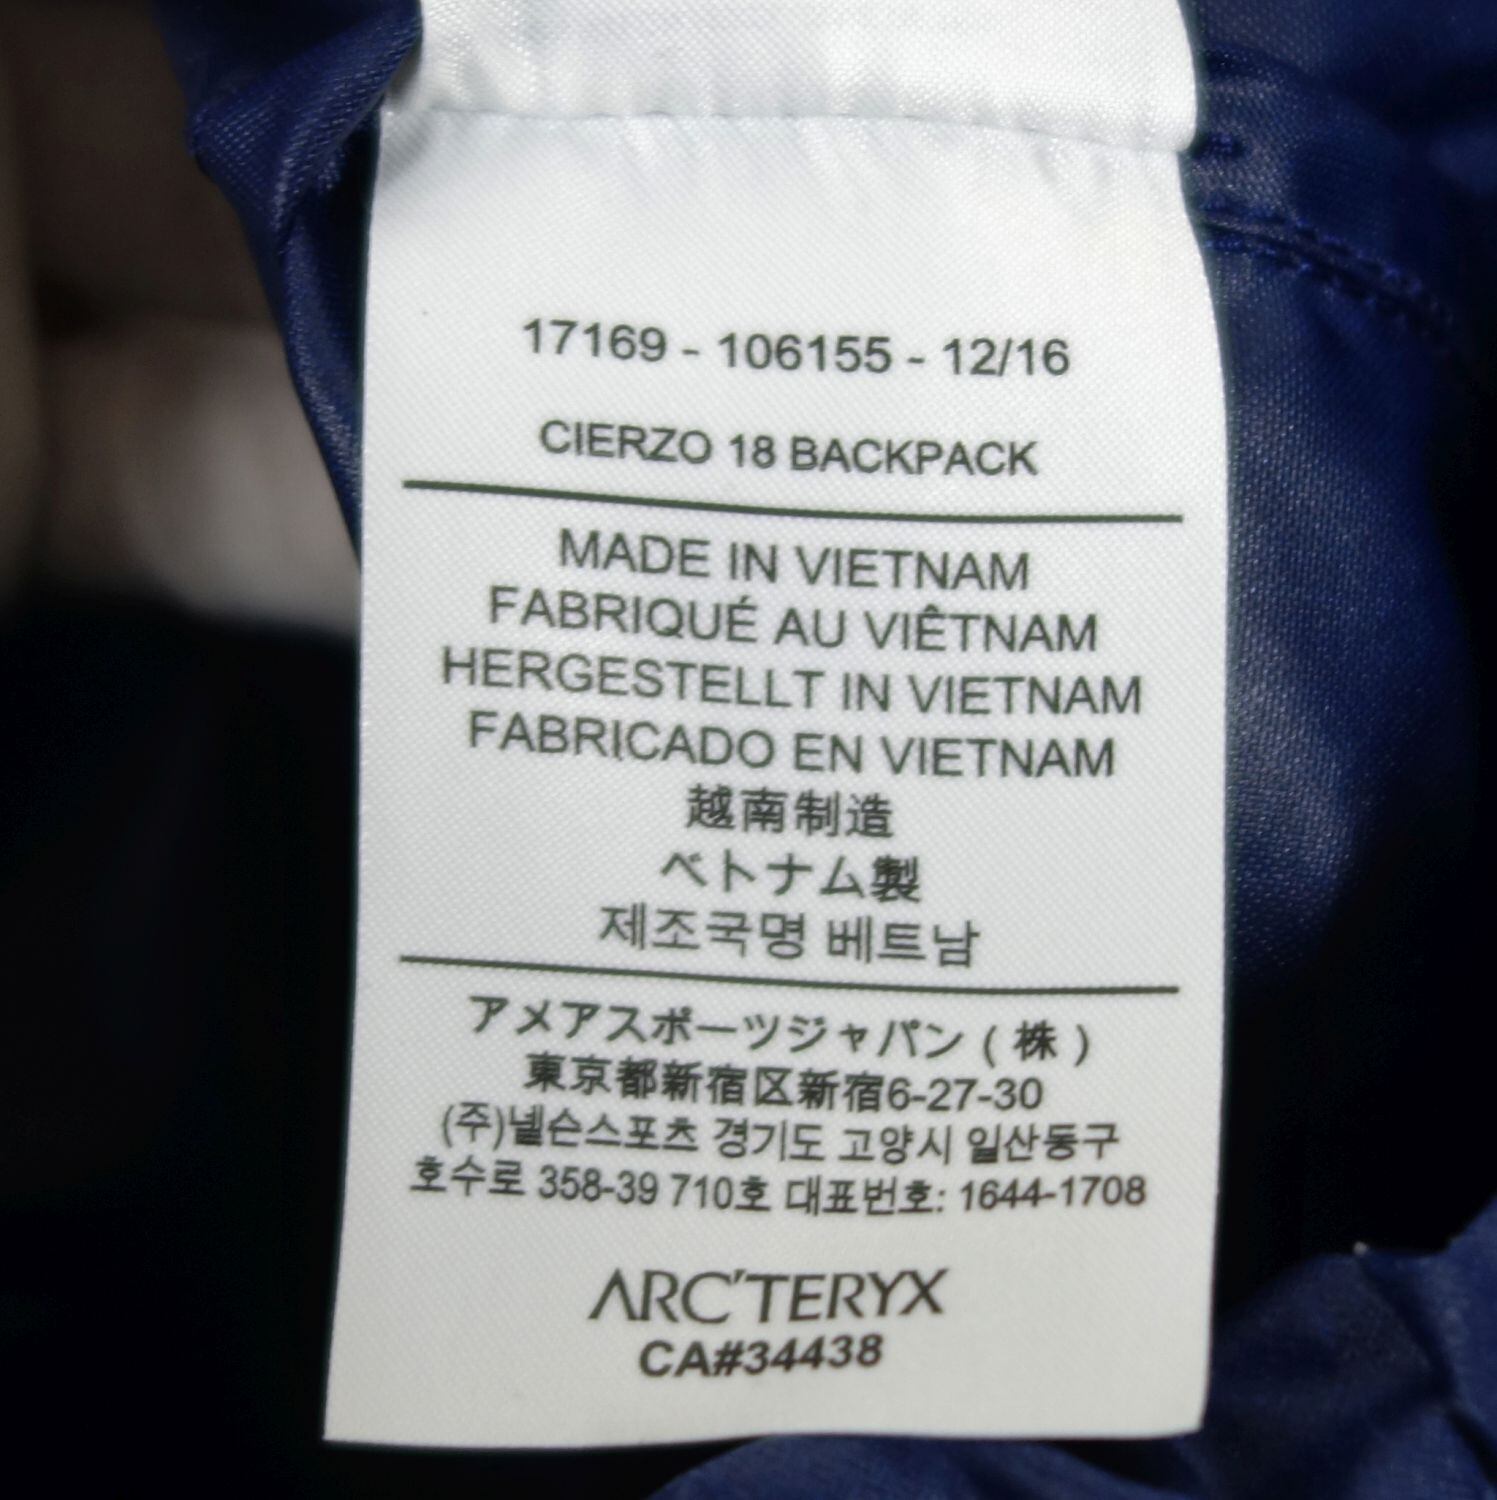 17169 - 106155 - 12/16
CIERZO 18 BACKPACK
MADE IN VIETNAM
FABRIQUÉ AU VIÊTNAM
HERGESTELLT IN VIETNAM
FABRICADO EN VIETNAM
越南制造
ベトナム製
제조국명 베트남
アメアスポーツジャパン ( 株 )
東京都新宿区新宿6-27-30
(주)넬슨스포츠 경기도 고양시 일산동구
호수로 358-39 710호 대표번호: 1644-1708
ARC'TERYX
CA#34438